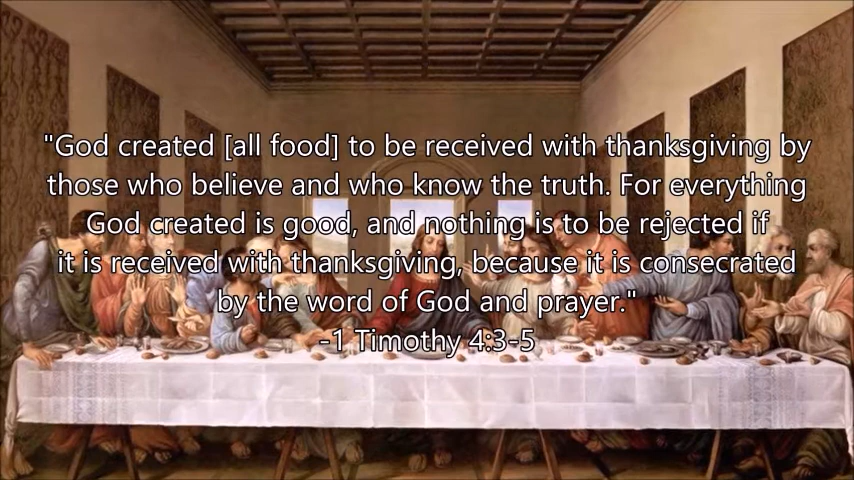 "God created [all food] to be received with thanksgiving by
those who believe and who know the truth. For everything
God created is good, and nothing is to be rejected if
it is received with thanksgiving, because it is consecrated
by the word of God and prayer."
-1 Timothy 4:3-5